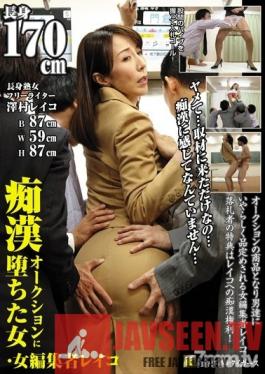 長身
170cm
長身熟女
フリーライター
澤村レイコ
B 87cm
W 59cm
H 87cm
ヤメて…取材に来ただけなの…
痴漢に感じてなんていません…
オークションの商品となり男達に
いやらしく品定めされる女編集者レイコ
落札者の特典はレイコへの痴漢権利!
痴漢オークションに
堕ちた女・女編集者レイコ
JAVSEEN.TV
FREE JA